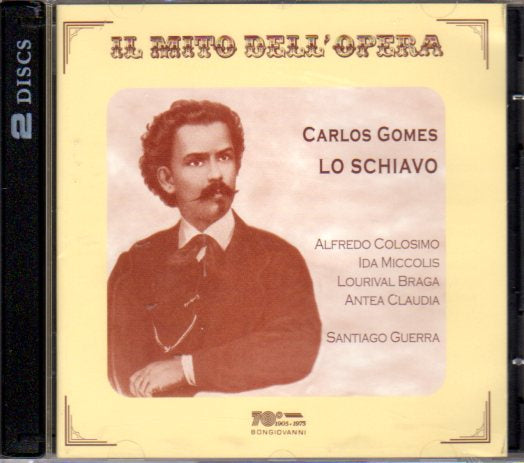 2 DISCS
IL MITO DELL'OPERA
CARLOS GOMES
LO SCHIAVO
ALFREDO COLOSIMO
IDA MICCOLIS
LOURIVAL BRAGA
ANTEA CLAUDIA
SANTIAGO GUERRA
70°
1905 - 1975
BONGIOVANNI